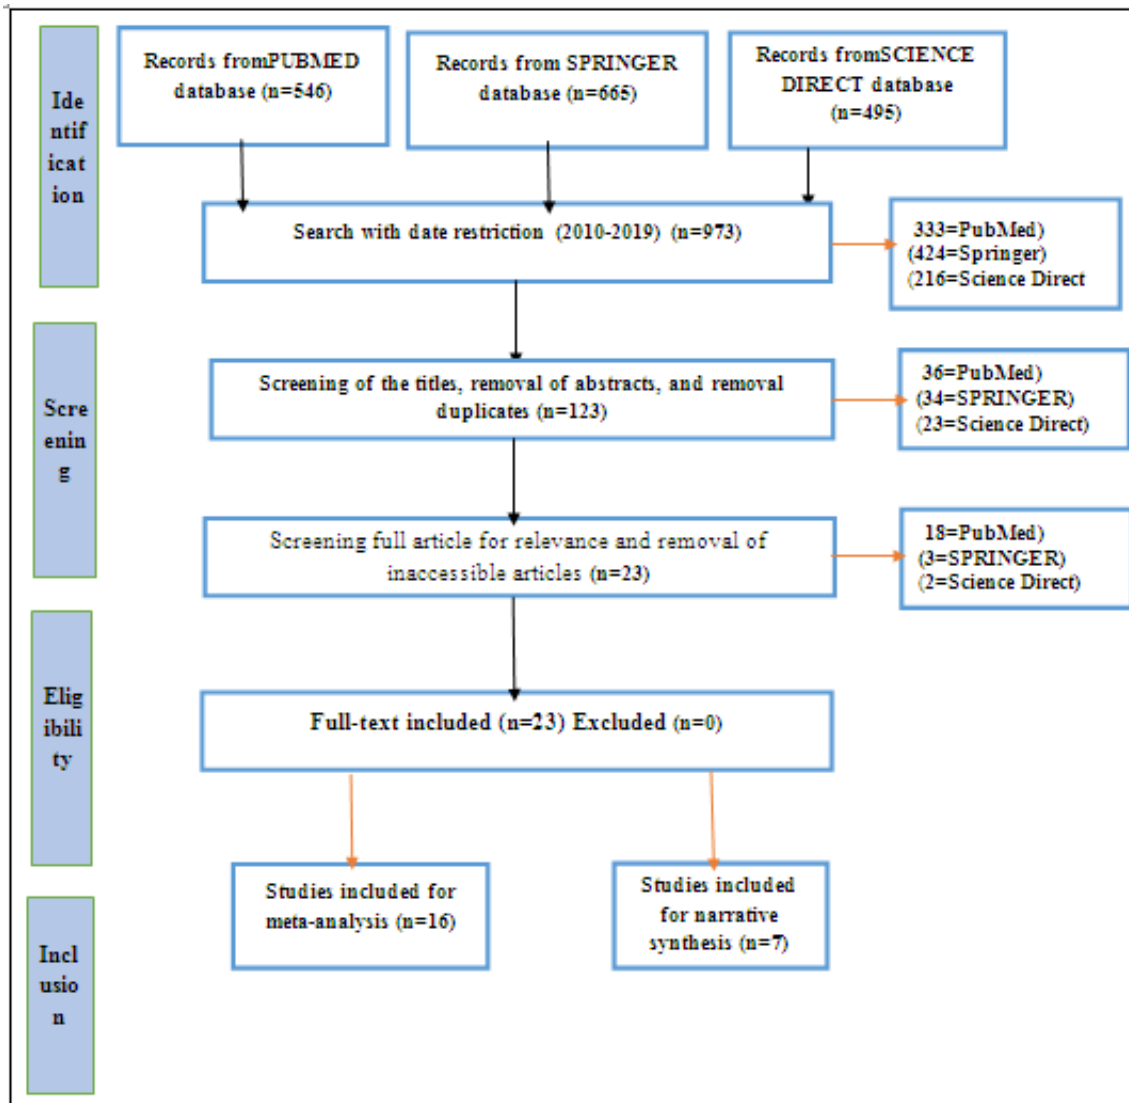 Ide
ntif
icat
ion
Records fromPUBMED
database (n=546)
Records from SPRINGER
database (n=665)
Records fromSCIENCE
DIRECT database
(n=495)
Search with date restriction (2010-2019) (n=973)
333=PubMed)
(424=Springer)
(216=Science Direct
Scre
enin
g
Screening of the titles, removal of abstracts, and removal
duplicates (n=123)
36=PubMed)
(34=SPRINGER)
(23=Science Direct)
Screening full article for relevance and removal of
inaccessible articles (n=23)
18=PubMed)
(3=SPRINGER)
(2=Science Direct)
Elig
ibili
ty
Full-text included (n=23) Excluded (n=0)
Studies included for
meta-analysis (n=16)
Studies included
for narrative
synthesis (n=7)
Incl
usio
n